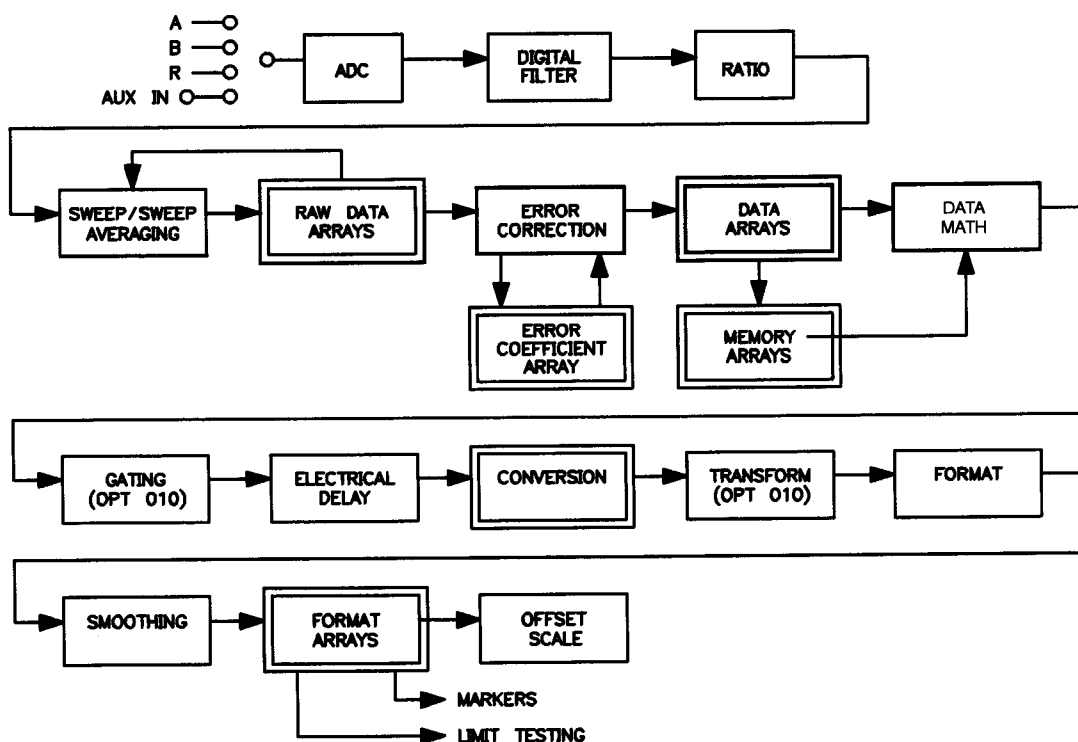 A
B
R
AUX IN
ADC
DIGITAL
FILTER
RATIO
SWEEP/SWEEP
AVERAGING
RAW DATA
ARRAYS
ERROR
CORRECTION
DATA
ARRAYS
DATA
MATH
ERROR
COEFFICIENT
ARRAY
MEMORY
ARRAYS
GATING
(OPT 010)
ELECTRICAL
DELAY
CONVERSION
TRANSFORM
(OPT 010)
FORMAT
SMOOTHING
FORMAT
ARRAYS
OFFSET
SCALE
MARKERS
LIMIT TESTING